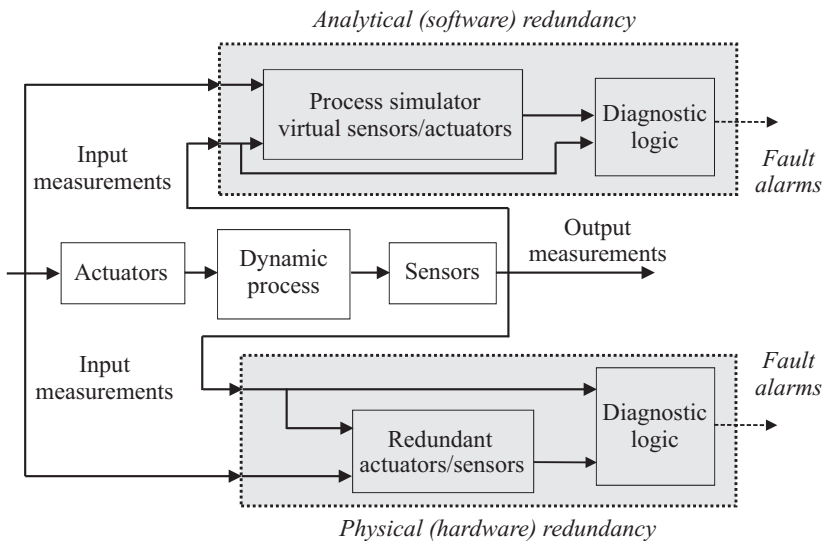 Analytical (software) redundancy
Process simulator
virtual sensors/actuators
Diagnostic
logic
Fault
alarms
Input
measurements
Output
measurements
Actuators
Dynamic
process
Sensors
Input
measurements
Fault
alarms
Diagnostic
logic
Redundant
actuators/sensors
Physical (hardware) redundancy